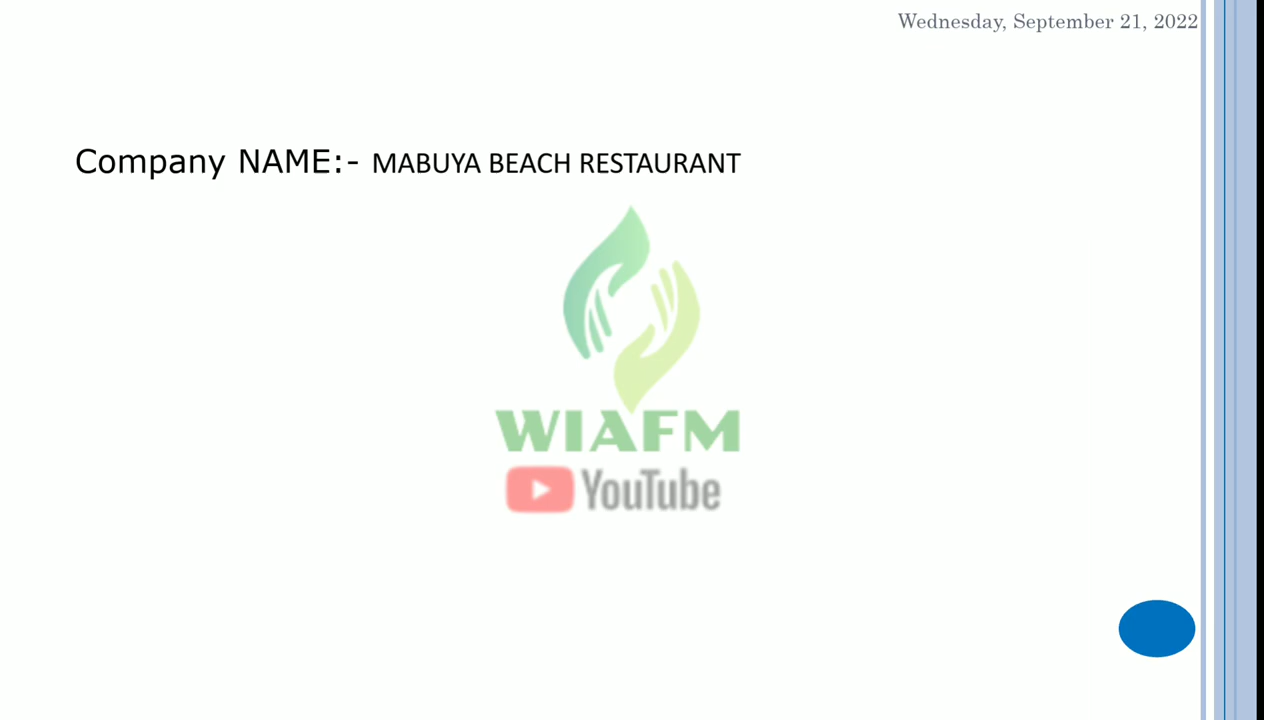 Wednesday, September 21, 2022
Company NAME:- MABUYA BEACH RESTAURANT
WIAFM
YouTube